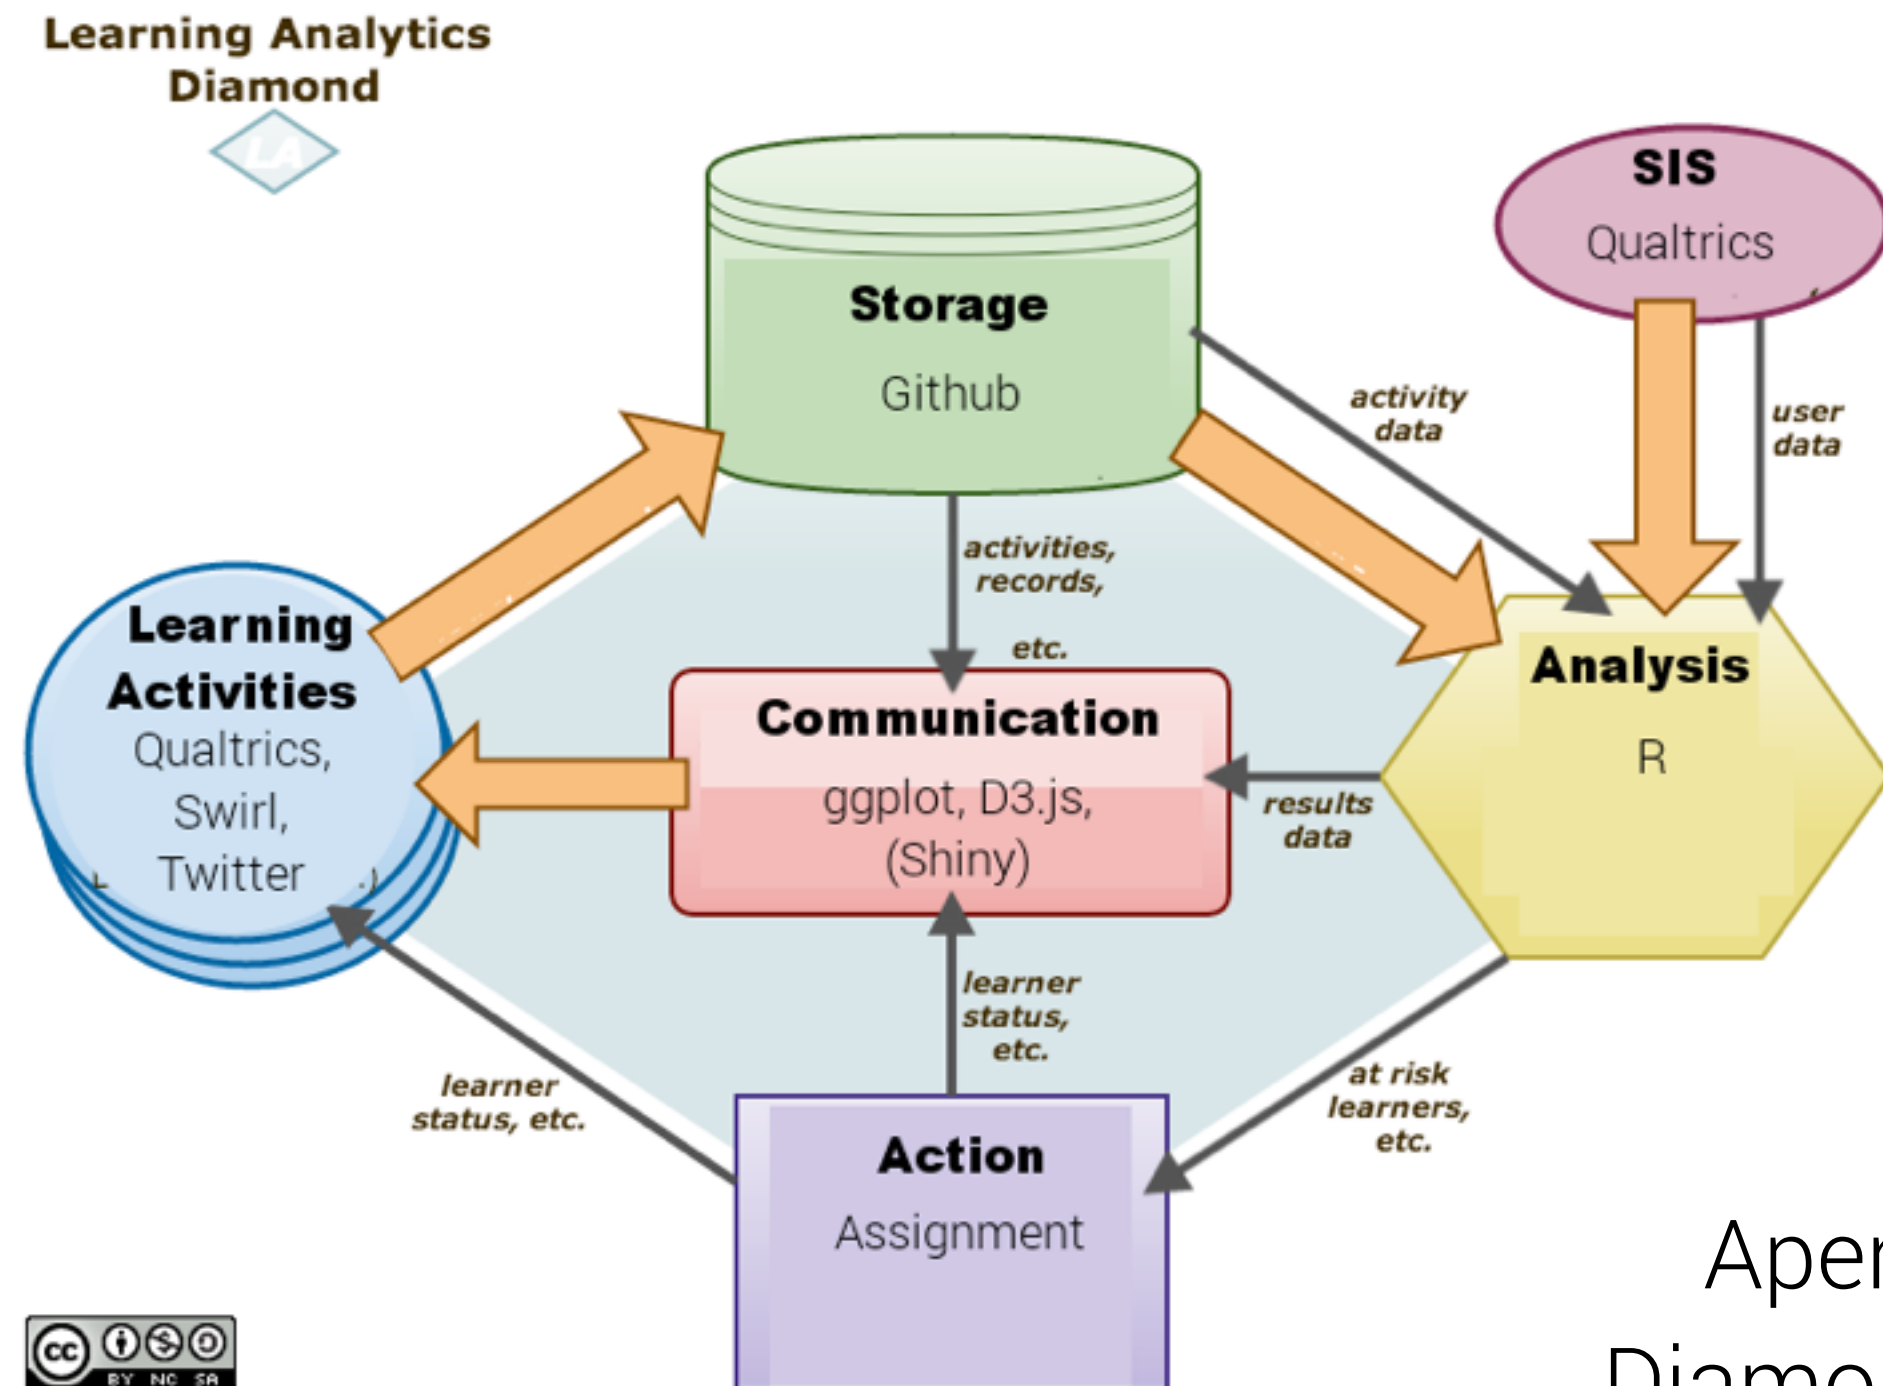 Learning Analytics
Diamond
LA
SIS
Qualtrics
Storage
Github
activity
data
user
data
activities,
records,
etc.
Learning
Activities
Qualtrics,
Swirl,
Twitter
Communication
ggplot, D3.js,
(Shiny)
results
data
Analysis
R
learner
status,
etc.
learner
status, etc.
at risk
learners,
etc.
Action
Assignment
cc
BY NC SA